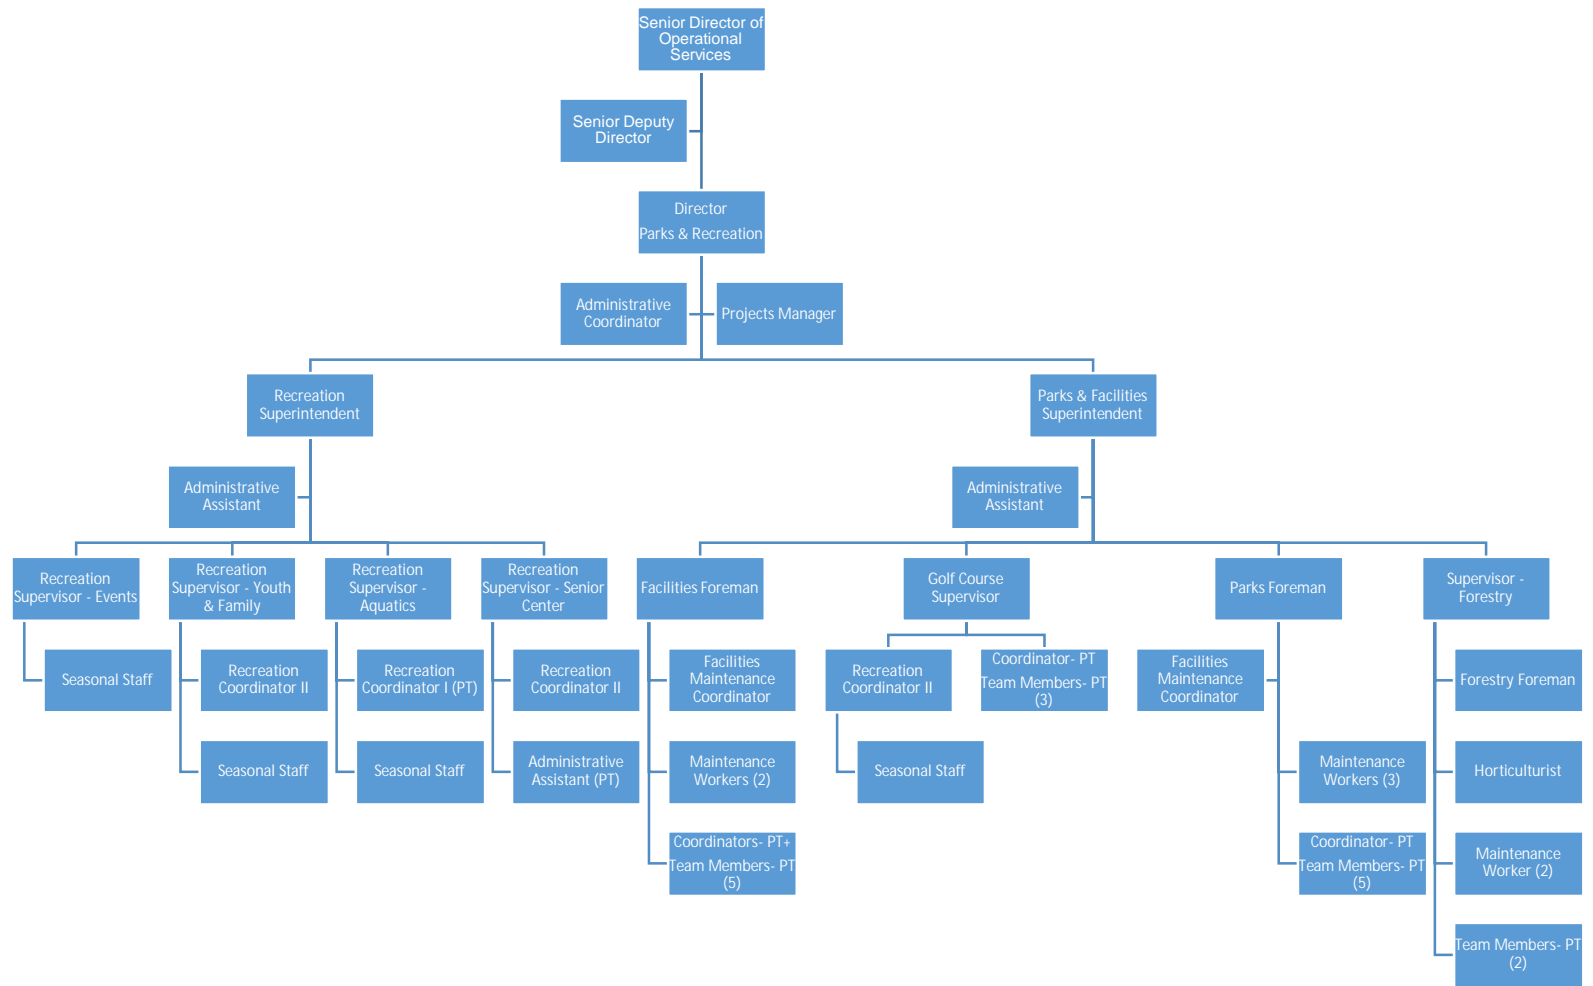 Senior Director of
Operational
Services
Senior Deputy
Director
Director
Parks & Recreation
Administrative
Coordinator
Projects Manager
Recreation
Superintendent
Parks & Facilities
Superintendent
Administrative
Assistant
Administrative
Assistant
Recreation
Supervisor - Events
Recreation
Supervisor - Youth
& Family
Recreation
Supervisor -
Aquatics
Recreation
Supervisor - Senior
Center
Facilities Foreman
Golf Course
Supervisor
Parks Foreman
Supervisor -
Forestry
Seasonal Staff
Recreation
Coordinator II
Recreation
Coordinator I (PT)
Recreation
Coordinator II
Facilities
Maintenance
Coordinator
Recreation
Coordinator II
Coordinator- PT
Team Members- PT
(3)
Facilities
Maintenance
Coordinator
Forestry Foreman
Seasonal Staff
Seasonal Staff
Administrative
Assistant (PT)
Maintenance
Workers (2)
Seasonal Staff
Maintenance
Workers (3)
Horticulturist
Coordinators- PT+
Team Members- PT
(5)
Coordinator- PT
Team Members- PT
(5)
Maintenance
Worker (2)
Team Members- PT
(2)